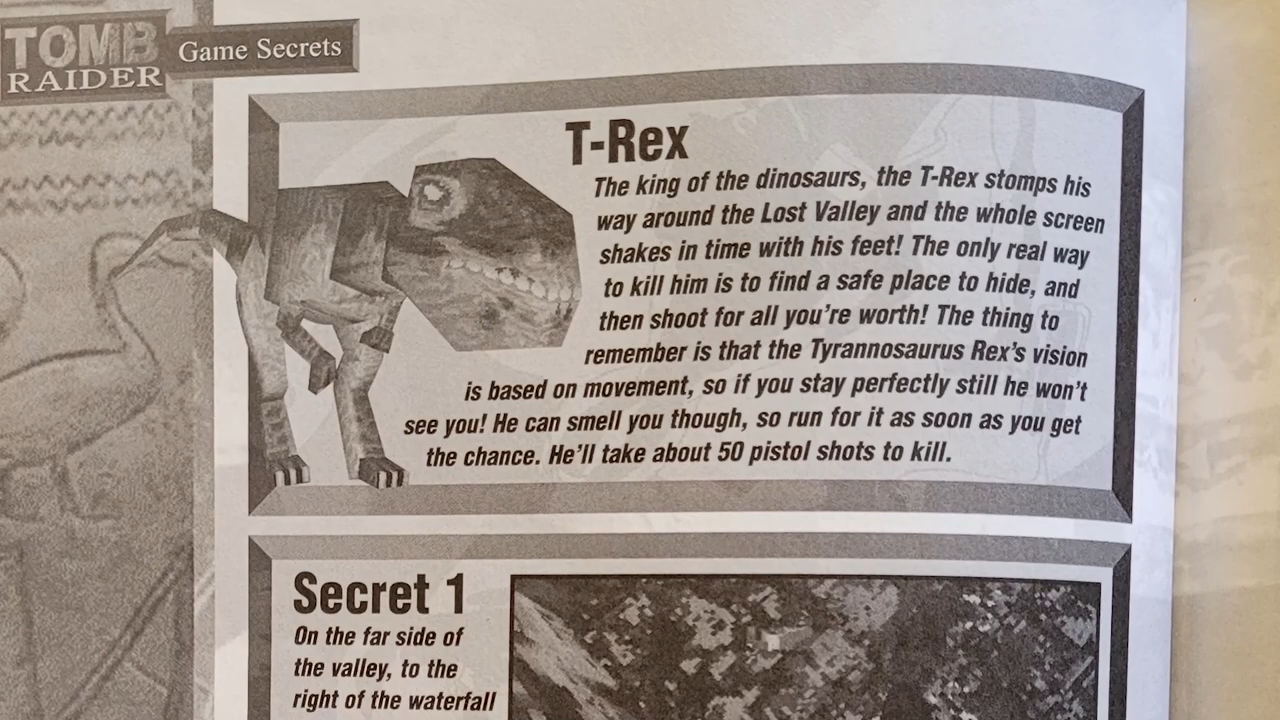 TOMB
RAIDER
Game Secrets
T-Rex
The king of the dinosaurs, the T-Rex stomps his
way around the Lost Valley and the whole screen
shakes in time with his feet! The only real way
to kill him is to find a safe place to hide, and
then shoot for all you're worth! The thing to
remember is that the Tyrannosaurus Rex's vision
is based on movement, so if you stay perfectly still he won't
see you! He can smell you though, so run for it as soon as you get
the chance. He'll take about 50 pistol shots to kill.
Secret 1
On the far side of
the valley, to the
right of the waterfall